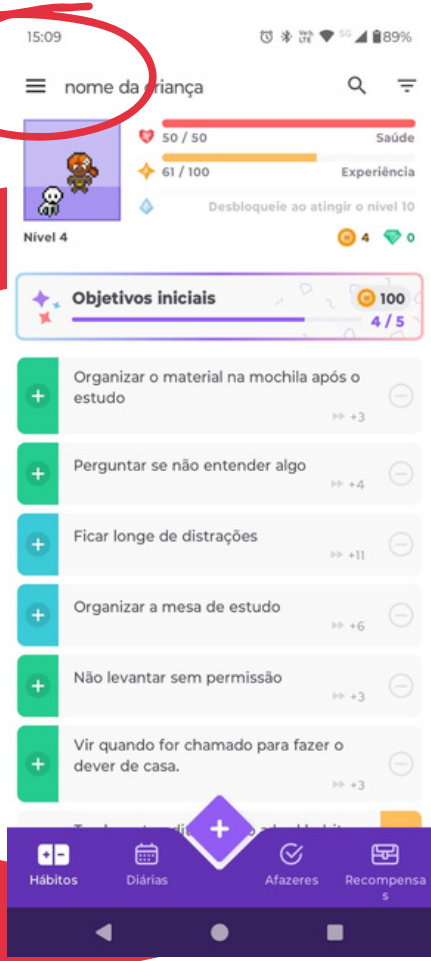 15:09
Vo)) LTE 5G 89%
nome da criança
50 / 50 Saúde
61 / 100 Experiência
Desbloqueie ao atingir o nível 10
Nível 4
4 0
Objetivos iniciais
100
4 / 5
Organizar o material na mochila após o
estudo
+3
Perguntar se não entender algo
+4
Ficar longe de distrações
+11
Organizar a mesa de estudo
+6
Não levantar sem permissão
+3
Vir quando for chamado para fazer o
dever de casa.
+3
Hábitos
Diárias
Afazeres
Recompensa
s